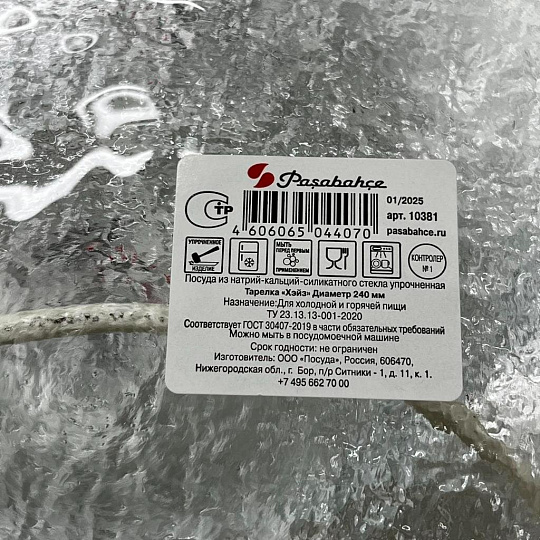 Paşabahçe
01/2025
арт. 10381
pasabahce.ru
СТР
4 606065 044070
УПРОЧНЕННОЕ
ИЗДЕЛИЕ
МЫТЬ
ПЕРЕД ПЕРВЫМ
ПРИМЕНЕНИЕМ
КОНТРОЛЕР
№ 1
Посуда из натрий-кальций-силикатного стекла упрочненная
Тарелка «Хэйз» Диаметр 240 мм
Назначение:Для холодной и горячей пищи
ТУ 23.13.13-001-2020
Соответствует ГОСТ 30407-2019 в части обязательных требований
Можно мыть в посудомоечной машине
Срок годности: не ограничен
Изготовитель: ООО «Посуда», Россия, 606470,
Нижегородская обл., г. Бор, п/р Ситники - 1, д. 11, к. 1.
+7 495 662 70 00